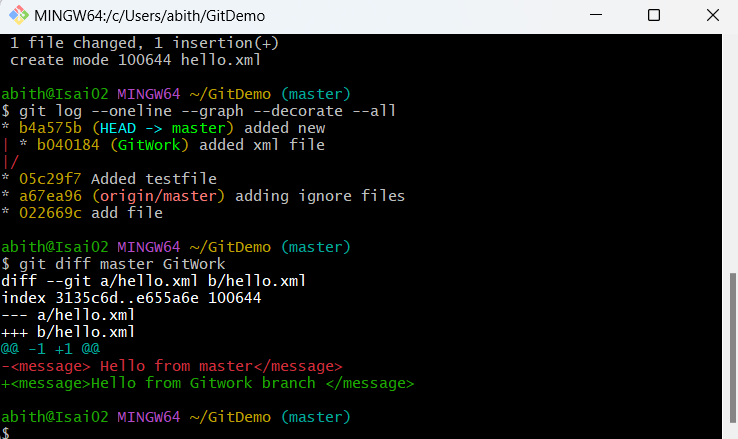 MINGW64:/c/Users/abith/GitDemo
1 file changed, 1 insertion(+)
create mode 100644 hello.xml
abith@Isai02 MINGW64 ~/GitDemo (master)
$ git log --oneline --graph --decorate --all
* b4a575b (HEAD -> master) added new
| * b040184 (GitWork) added xml file
|/
* 05c29f7 Added testfile
* a67ea96 (origin/master) adding ignore files
* 022669c add file
abith@Isai02 MINGW64 ~/GitDemo (master)
$ git diff master GitWork
diff --git a/hello.xml b/hello.xml
index 3135c6d..e655a6e 100644
--- a/hello.xml
+++ b/hello.xml
@@ -1 +1 @@
-<message> Hello from master</message>
+<message>Hello from Gitwork branch </message>
abith@Isai02 MINGW64 ~/GitDemo (master)
$